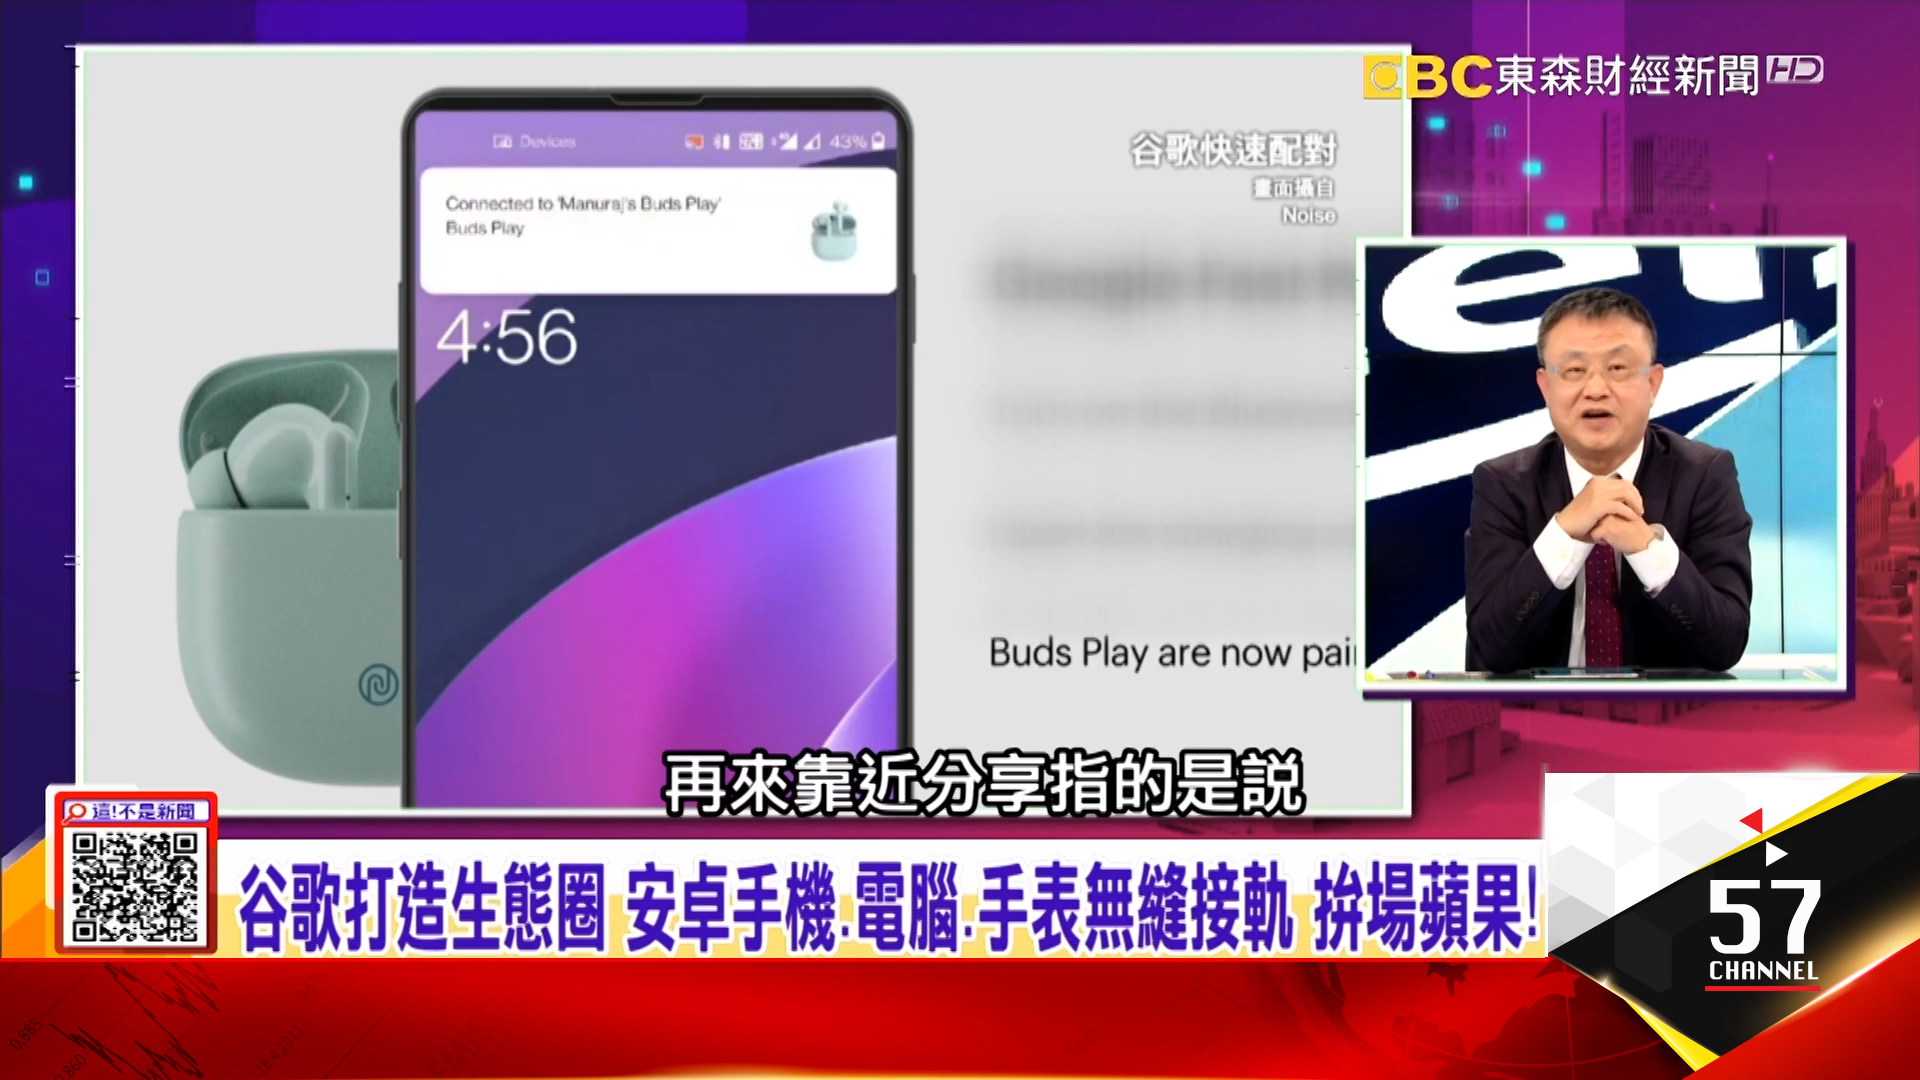 EBC東森財經新聞HD
谷歌快速配對
畫面攝自
Noise
Devices
43%
Connected to 'Manuraj's Buds Play'
Buds Play
4:56
Buds Play are now pai
再來靠近分享指的是説
這!不是新聞
谷歌打造生態圈 安卓手機.電腦.手表無縫接軌 拚場蘋果!
57
CHANNEL